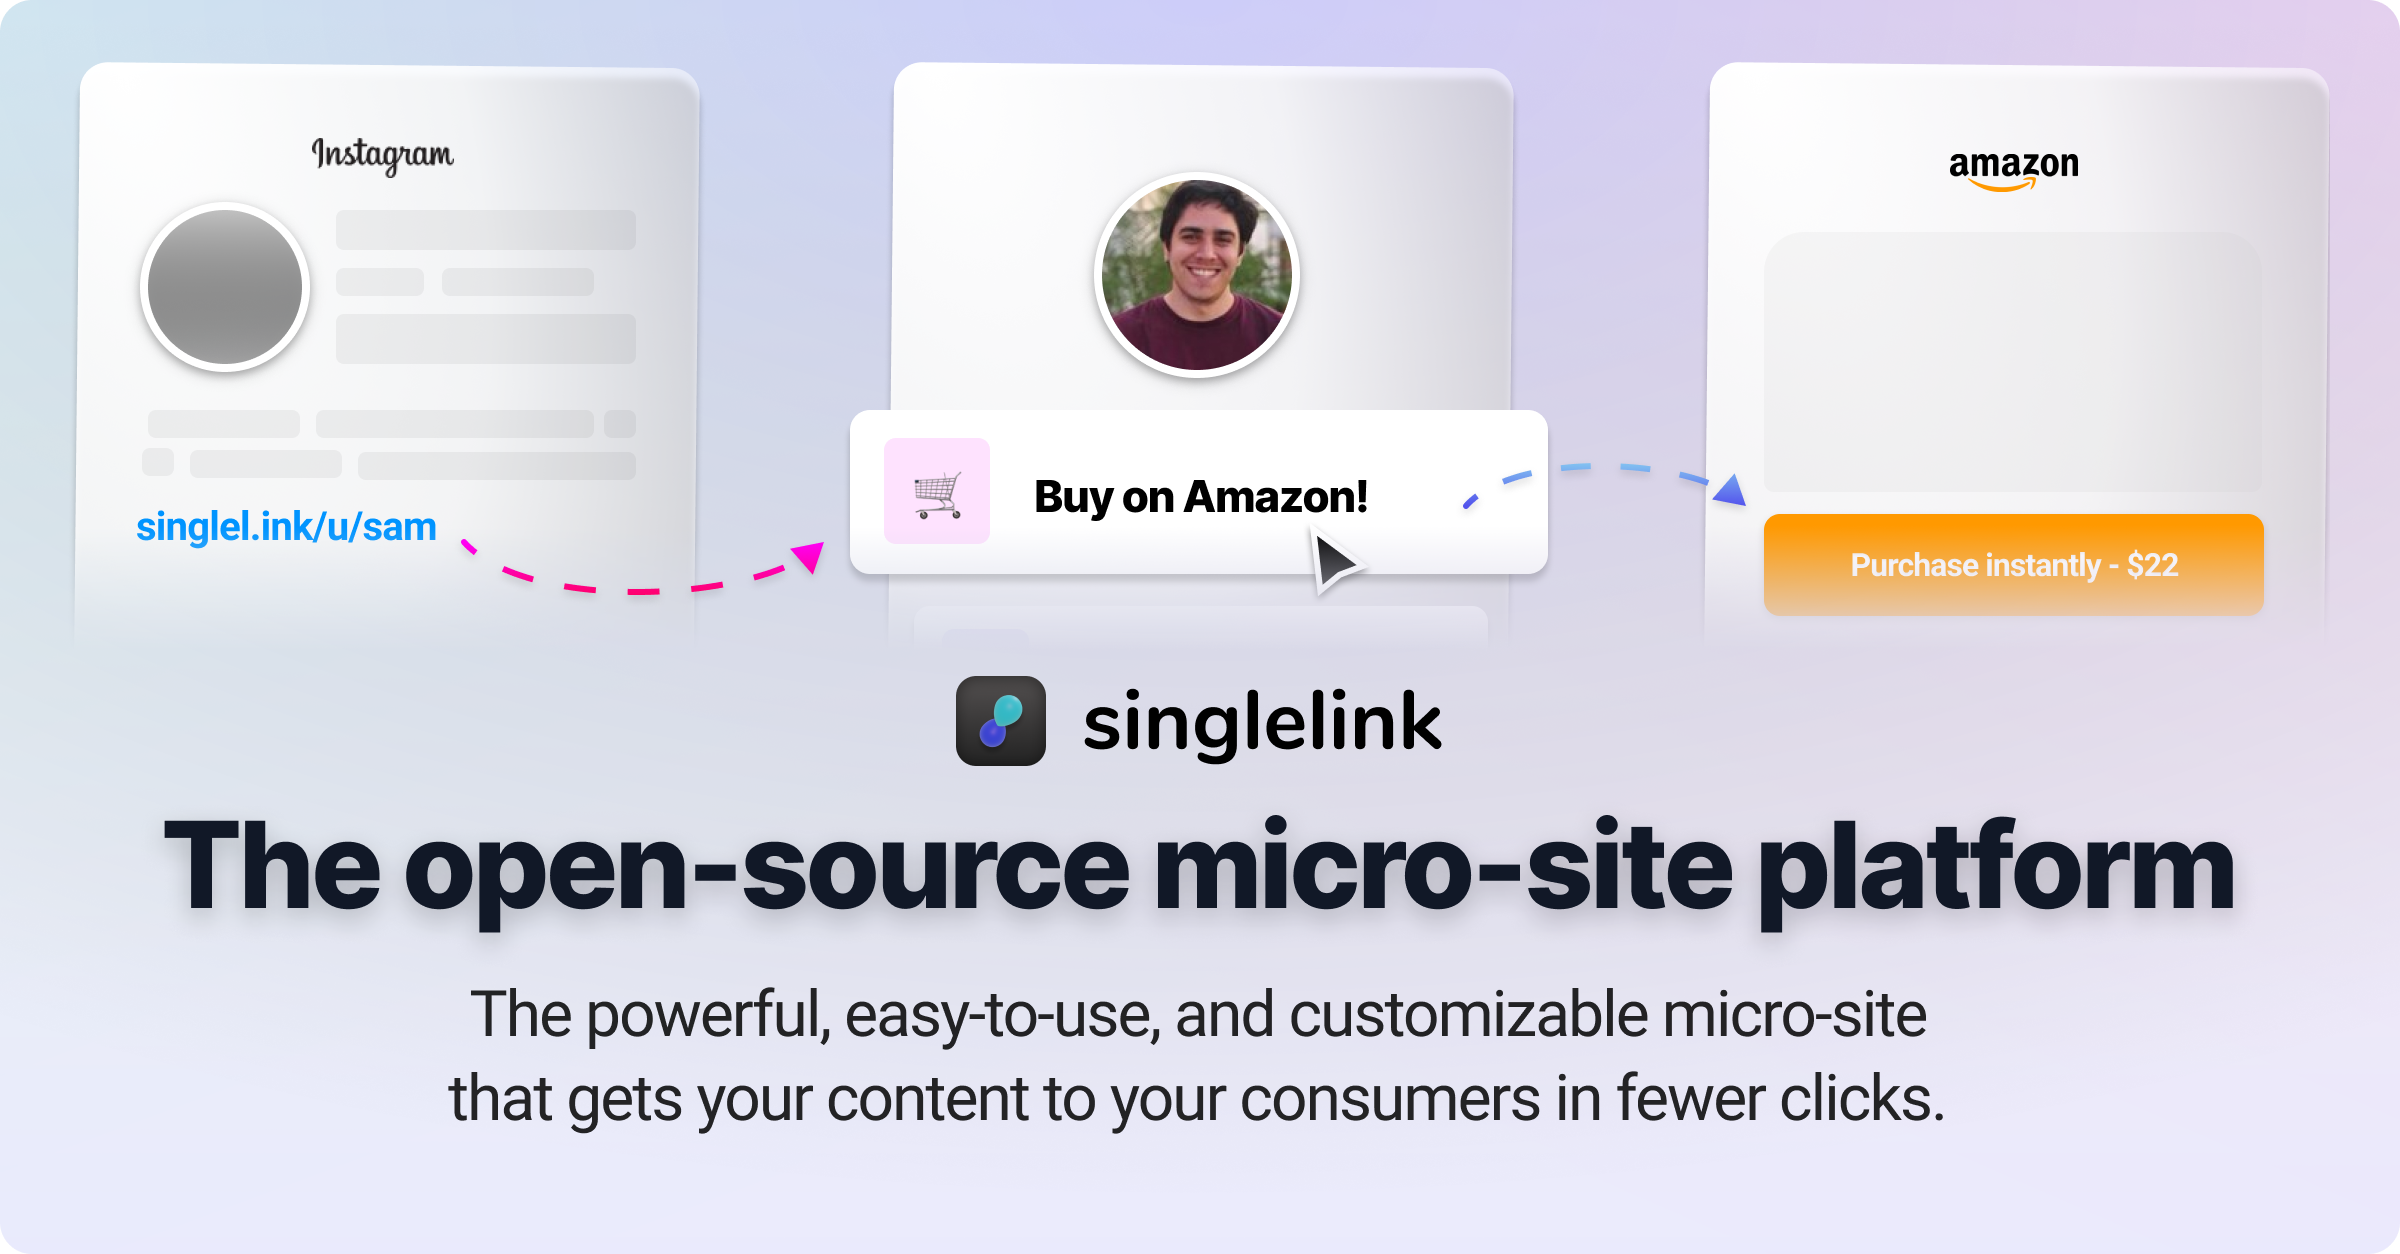 Instagram
singlel.ink/u/sam
Buy on Amazon!
amazon
Purchase instantly - $22
singlelink
The open-source micro-site platform
The powerful, easy-to-use, and customizable micro-site
that gets your content to your consumers in fewer clicks.